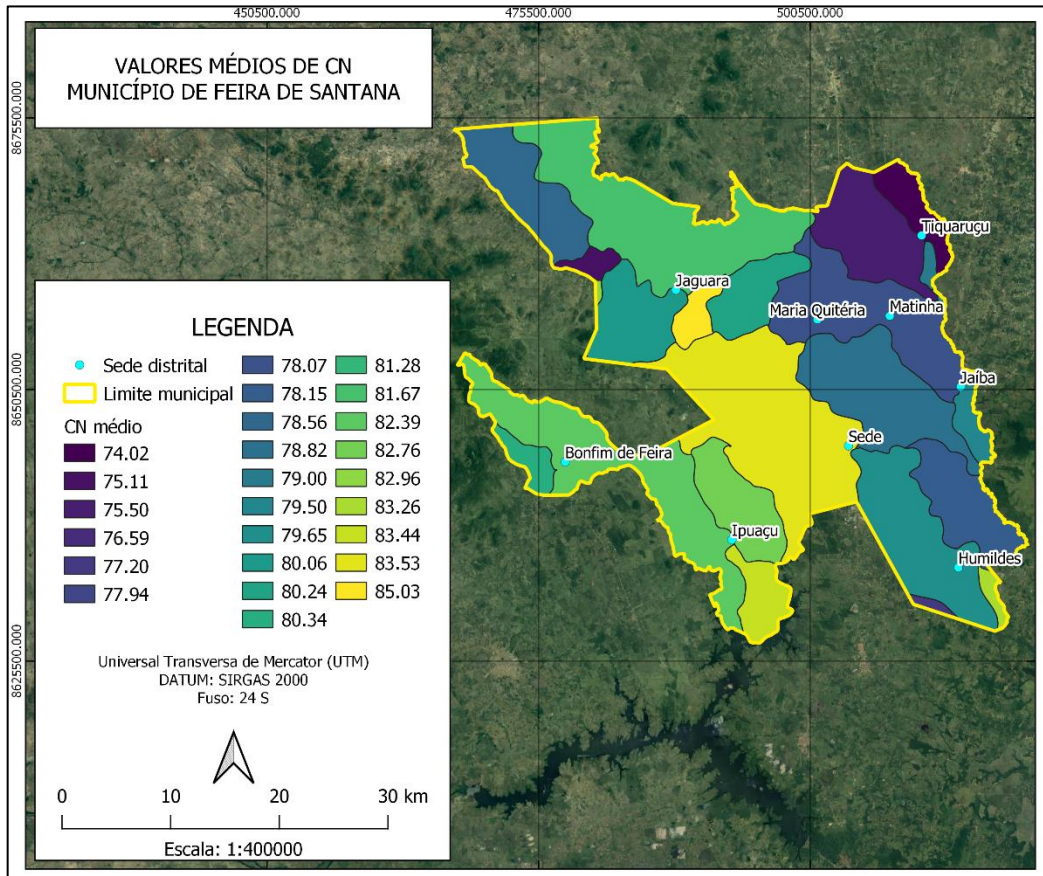 450500.000
475500.000
500500.000
8675500.000
8650500.000
8625500.000
VALORES MÉDIOS DE CN
MUNICÍPIO DE FEIRA DE SANTANA
Tiquaruçu
Jaguara
Maria Quitéria
Matinha
Jaíba
Sede
Bonfim de Feira
Ipuaçu
Humildes
LEGENDA
Sede distrital
Limite municipal
CN médio
74.02
75.11
75.50
76.59
77.20
77.94
78.07
78.15
78.56
78.82
79.00
79.50
79.65
80.06
80.24
80.34
81.28
81.67
82.39
82.76
82.96
83.26
83.44
83.53
85.03
Universal Transversa de Mercator (UTM)
DATUM: SIRGAS 2000
Fuso: 24 S
0 10 20 30 km
Escala: 1:400000